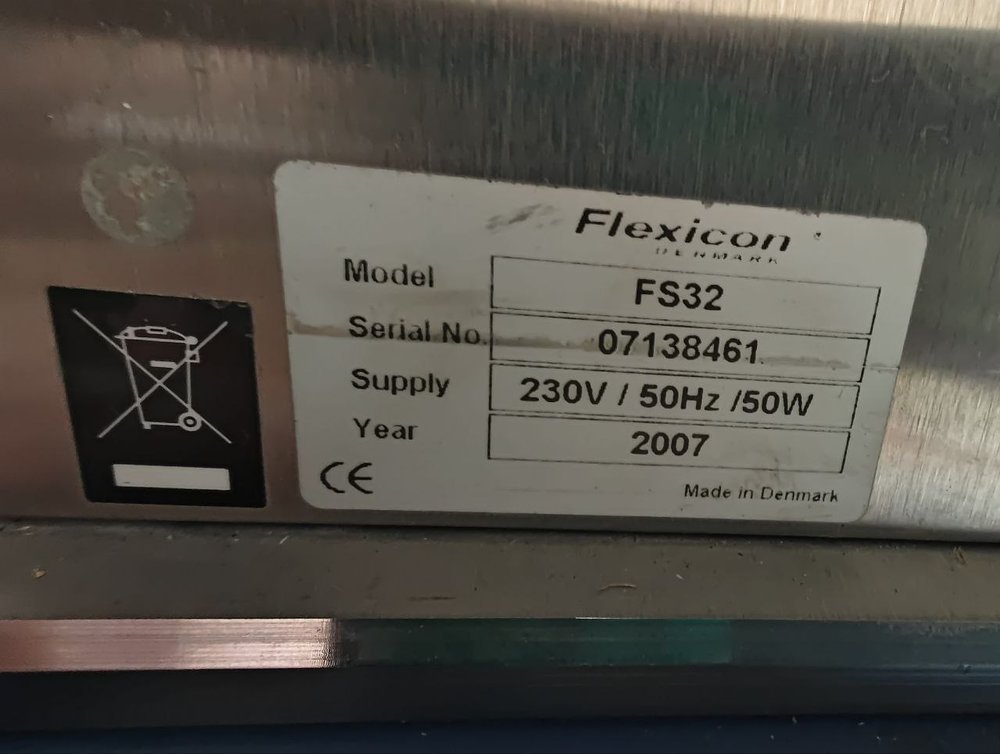 Flexicon
DENMARK
Model FS32
Serial No. 07138461
Supply 230V / 50Hz /50W
Year 2007
CE Made in Denmark